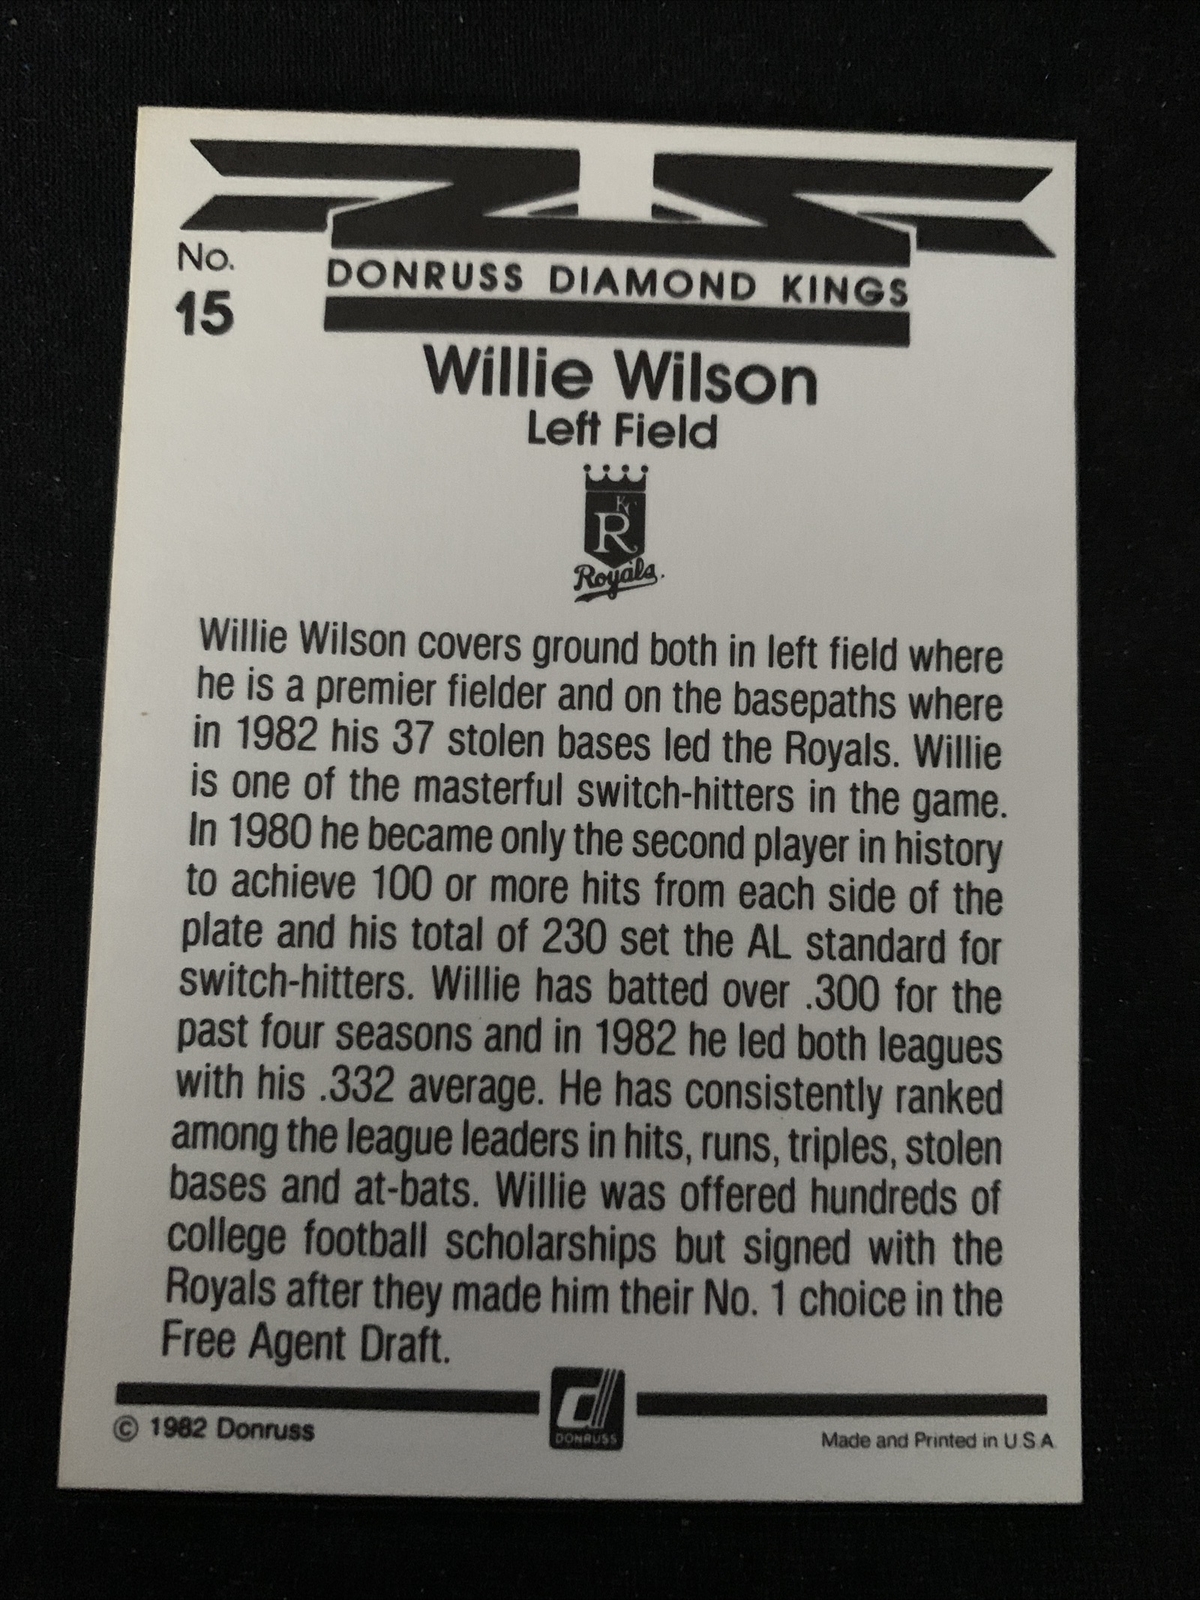 No.
15
DONRUSS DIAMOND KINGS
Willie Wilson
Left Field
KC
R
Royals
Willie Wilson covers ground both in left field where
he is a premier fielder and on the basepaths where
in 1982 his 37 stolen bases led the Royals. Willie
is one of the masterful switch-hitters in the game.
In 1980 he became only the second player in history
to achieve 100 or more hits from each side of the
plate and his total of 230 set the AL standard for
switch-hitters. Willie has batted over .300 for the
past four seasons and in 1982 he led both leagues
with his .332 average. He has consistently ranked
among the league leaders in hits, runs, triples, stolen
bases and at-bats. Willie was offered hundreds of
college football scholarships but signed with the
Royals after they made him their No. 1 choice in the
Free Agent Draft.
d
DONRUSS
© 1982 Donruss
Made and Printed in U.S.A.